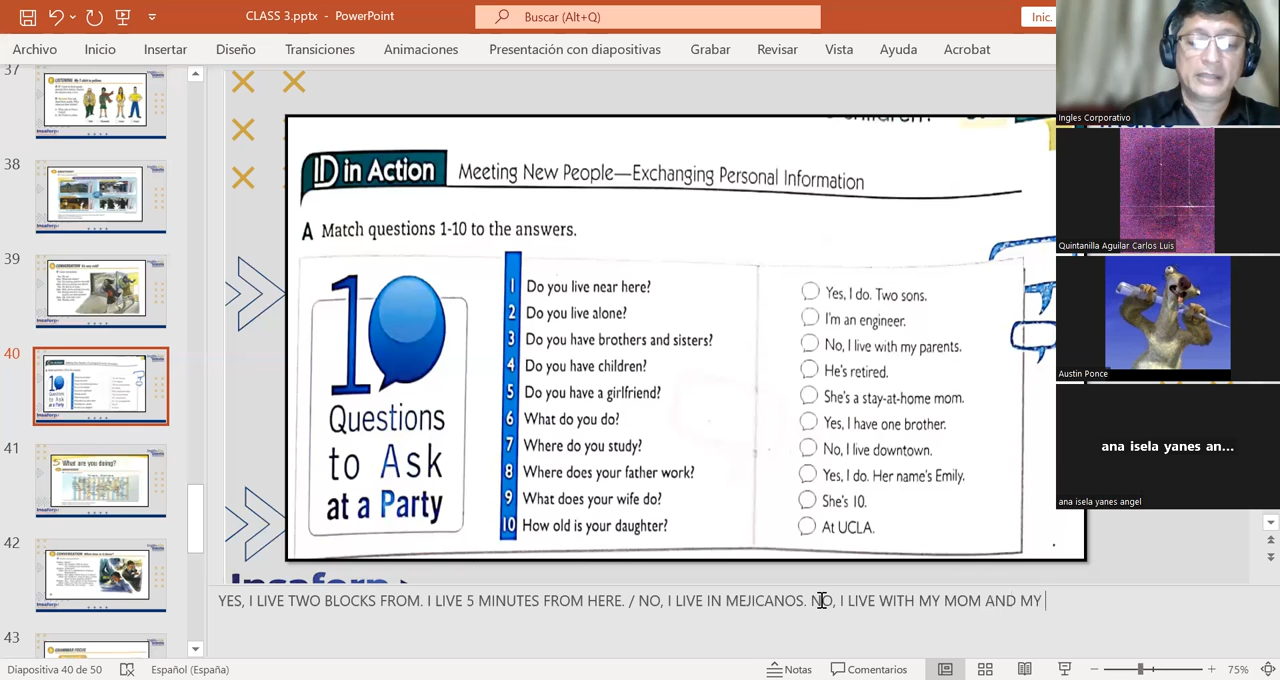 CLASS 3.pptx - PowerPoint
Buscar (Alt+Q)
Inic.
Archivo Inicio Insertar Diseño Transiciones Animaciones Presentación con diapositivas Grabar Revisar Vista Ayuda Acrobat
37
38
39
40
41
42
43
ID in Action Meeting New People—Exchanging Personal Information
A Match questions 1-10 to the answers.
10
Questions
to Ask
at a Party
1 Do you live near here?
2 Do you live alone?
3 Do you have brothers and sisters?
4 Do you have children?
5 Do you have a girlfriend?
6 What do you do?
7 Where do you study?
8 Where does your father work?
9 What does your wife do?
10 How old is your daughter?
Yes, I do. Two sons.
I'm an engineer.
No, I live with my parents.
He's retired.
She's a stay-at-home mom.
Yes, I have one brother.
No, I live downtown.
Yes, I do. Her name's Emily.
She's 10.
At UCLA.
Ingles Corporativo
Quintanilla Aguilar Carlos Luis
Austin Ponce
ana isela yanes an...
ana isela yanes angel
YES, I LIVE TWO BLOCKS FROM. I LIVE 5 MINUTES FROM HERE. / NO, I LIVE IN MEJICANOS. NO, I LIVE WITH MY MOM AND MY
Diapositiva 40 de 50 Español (España) Notas Comentarios 75%